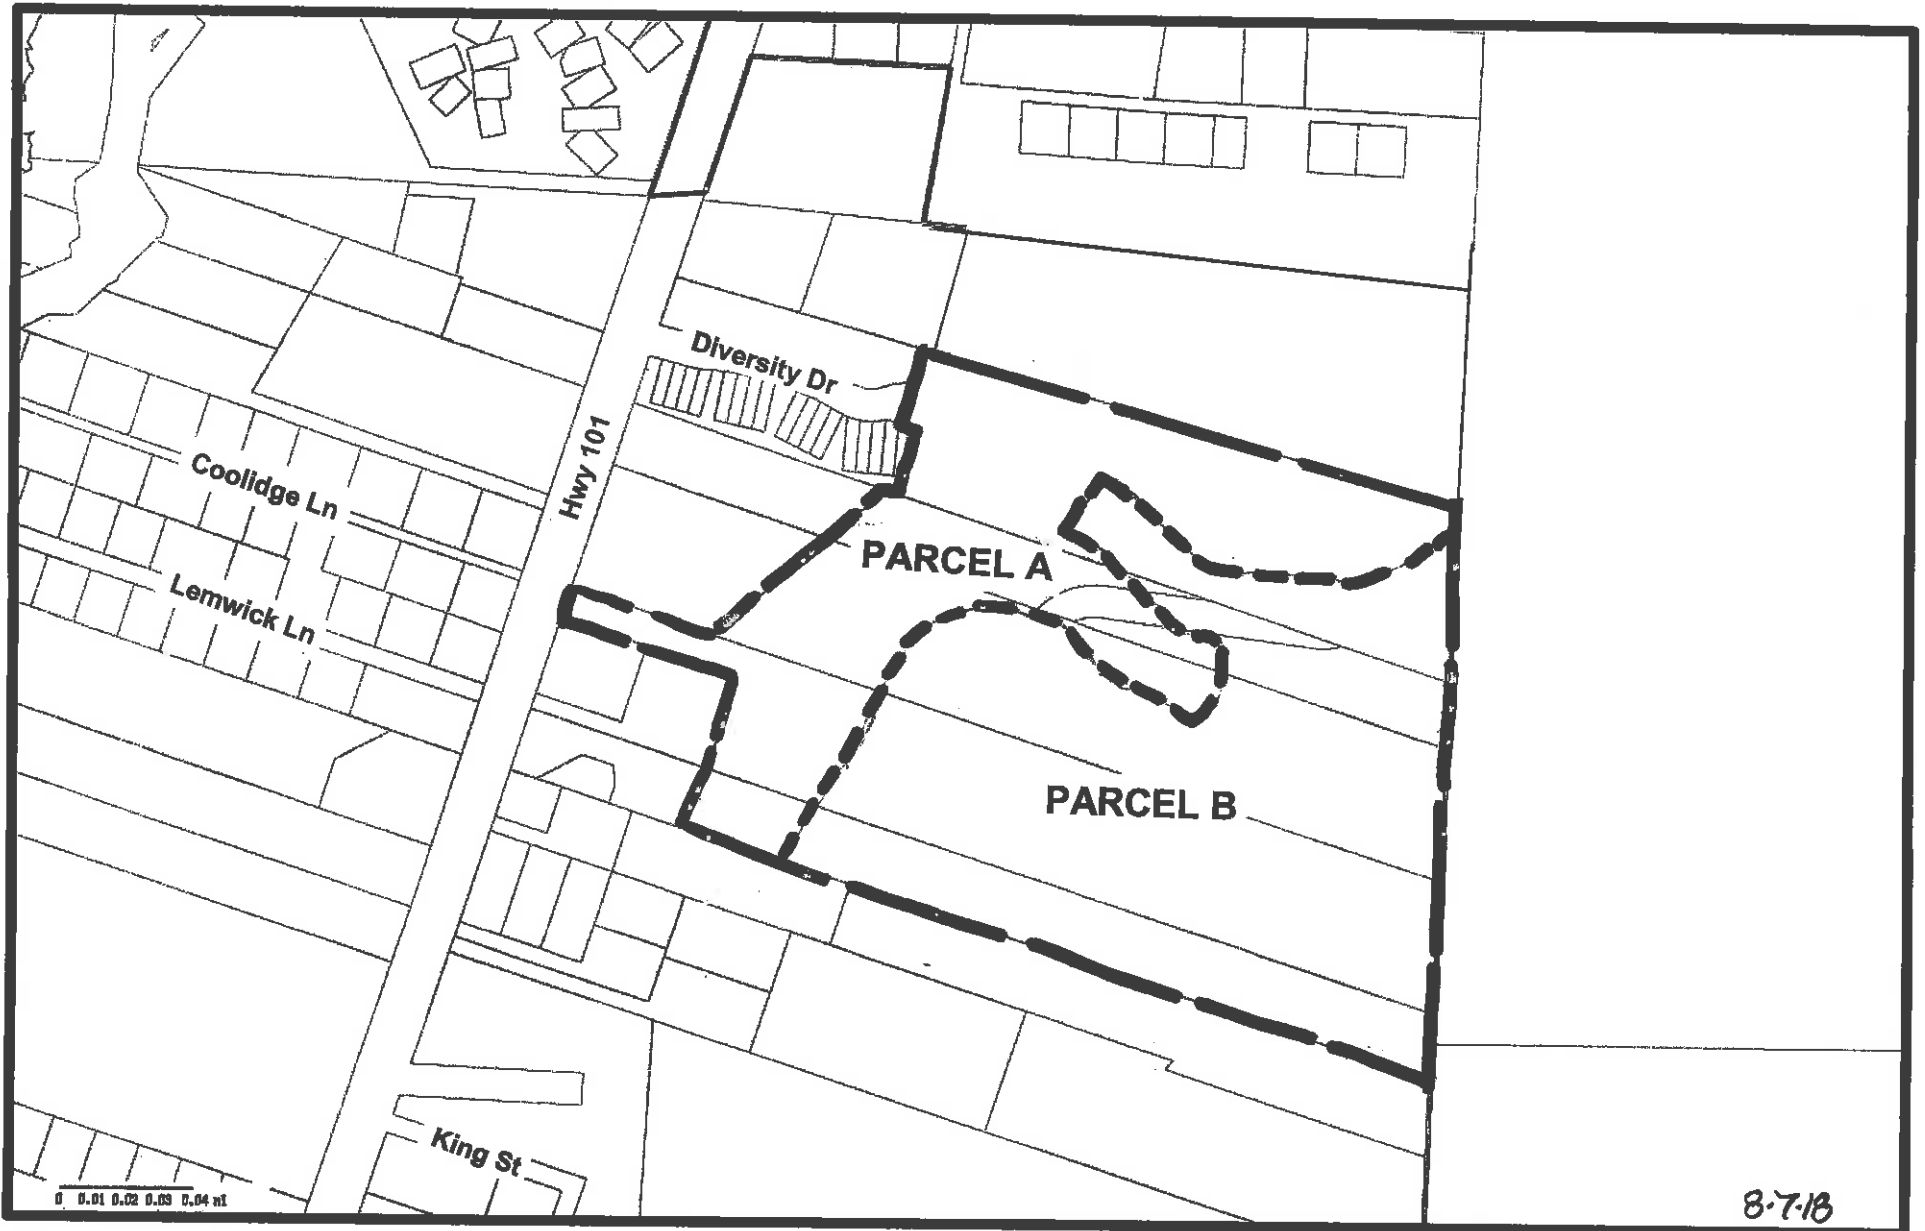 Diversity Dr
Hwy 101
Coolidge Ln
PARCEL A
Lemwick Ln
PARCEL B
King St
0 0.01 0.02 0.03 0.04 mi
8-7-18